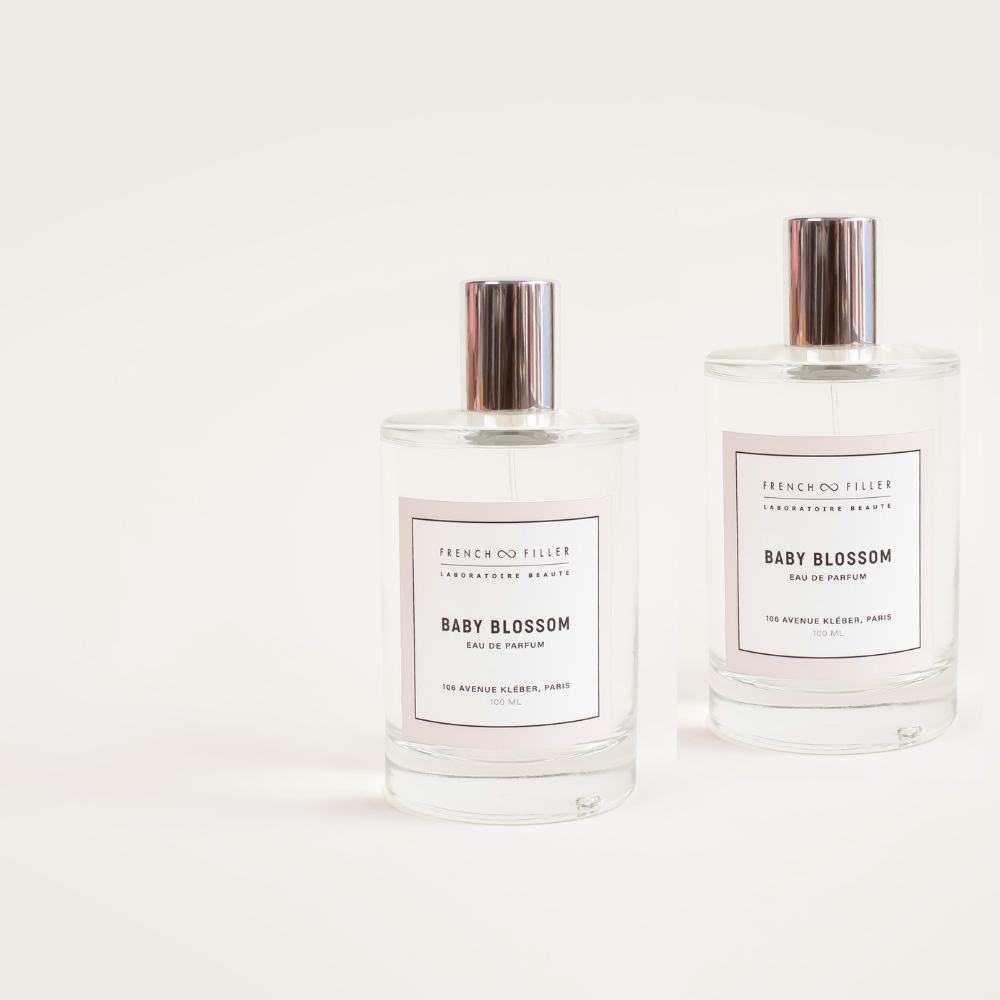 FRENCH ∞ FILLER
LABORATOIRE BEAUTE
BABY BLOSSOM
EAU DE PARFUM
106 AVENUE KLÉBER, PARIS
100 ML
FRENCH ∞ FILLER
LABORATOIRE BEAUTE
BABY BLOSSOM
EAU DE PARFUM
106 AVENUE KLÉBER, PARIS
100 ML